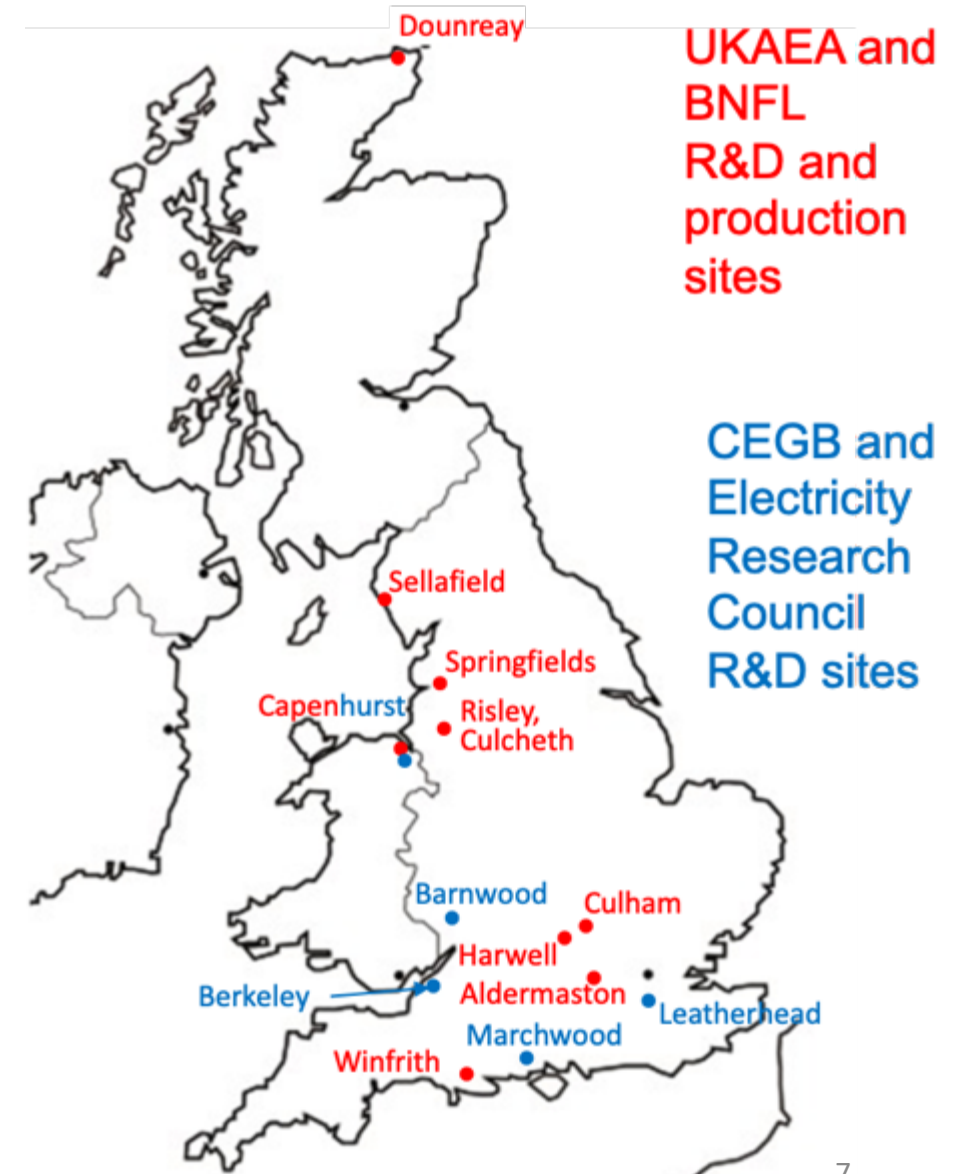 Dounreay
UKAEA and
BNFL
R&D and
production
sites
CEGB and
Electricity
Research
Council
R&D sites
Sellafield
Springfields
Capenhurst
Risley,
Culcheth
Barnwood
Culham
Harwell
Berkeley
Aldermaston
Leatherhead
Marchwood
Winfrith
7